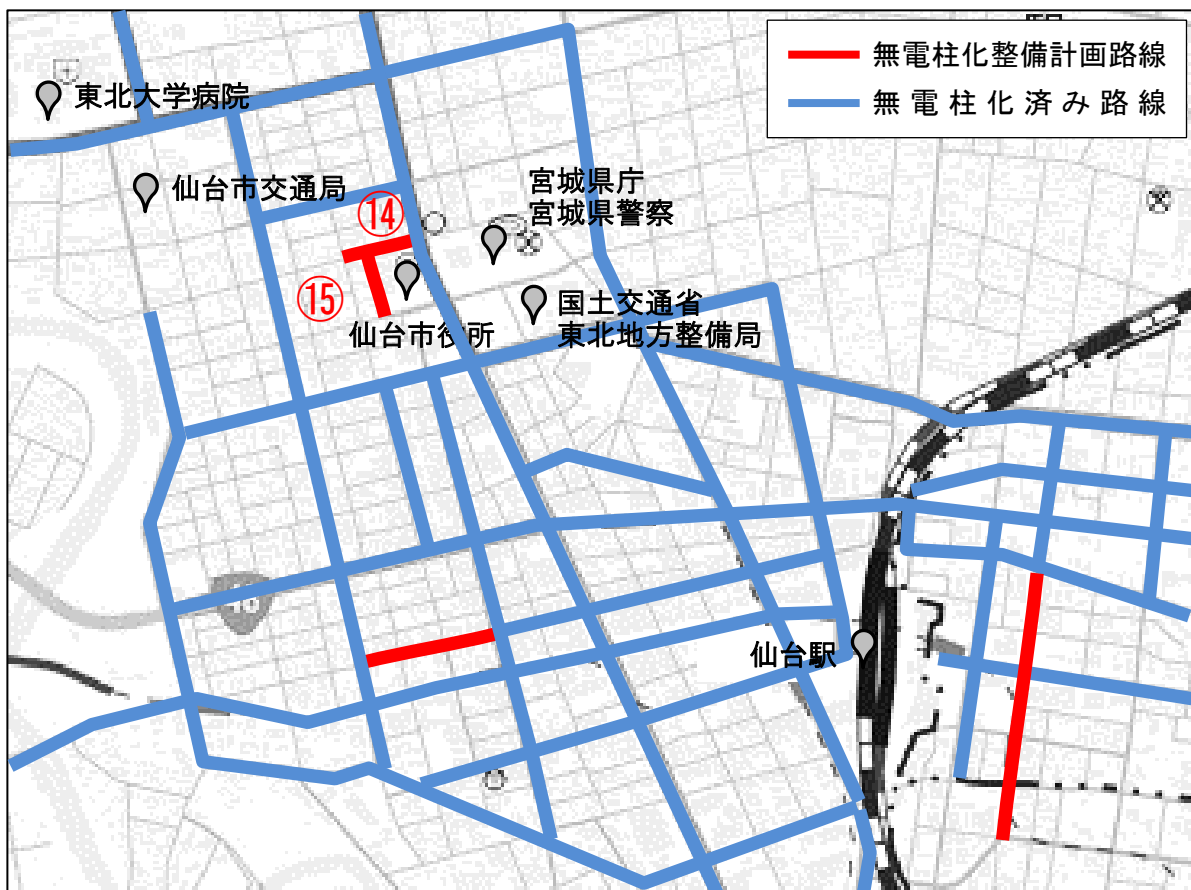 無電柱化整備計画路線
無電柱化済み路線
東北大学病院
仙台市交通局
宮城県庁
宮城県警察
⑭
⑮
国土交通省
東北地方整備局
仙台市役所
仙台駅